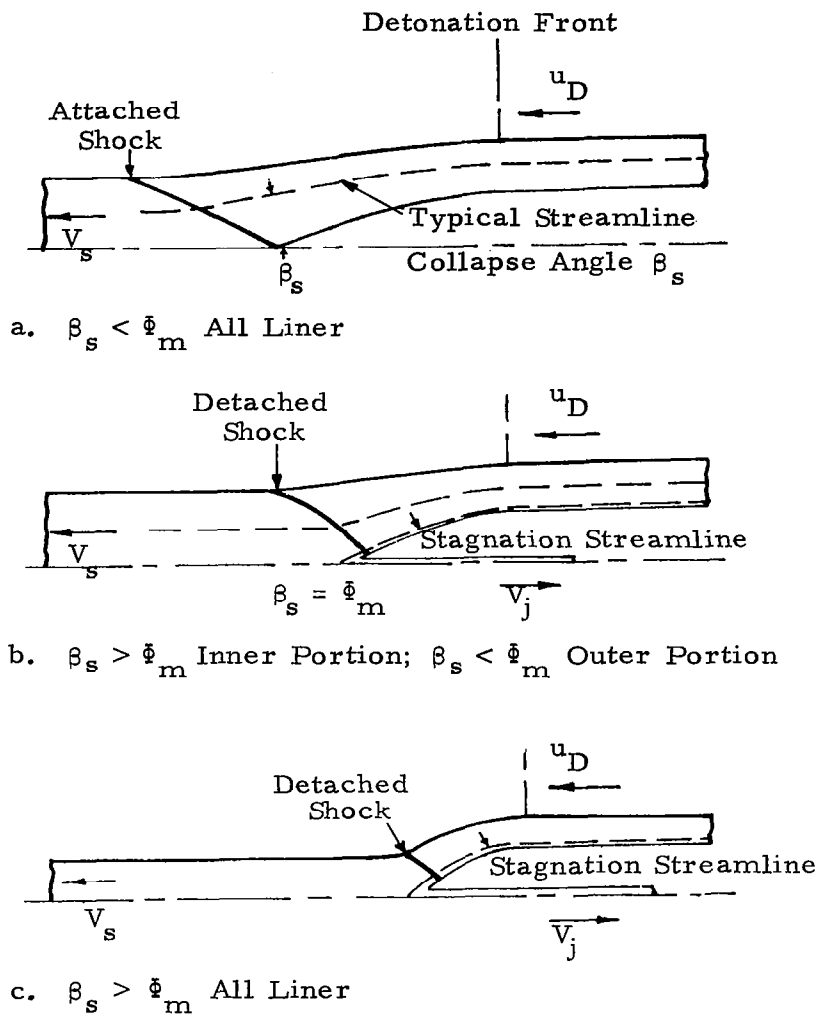 Detonation Front
u_D
Attached
Shock
Typical Streamline
V_s
β_s
Collapse Angle β_s
a. β_s < Φ_m All Liner
Detached
Shock
u_D
Stagnation Streamline
V_s
β_s = Φ_m
V_j
b. β_s > Φ_m Inner Portion; β_s < Φ_m Outer Portion
u_D
Detached
Shock
Stagnation Streamline
V_s
V_j
c. β_s > Φ_m All Liner